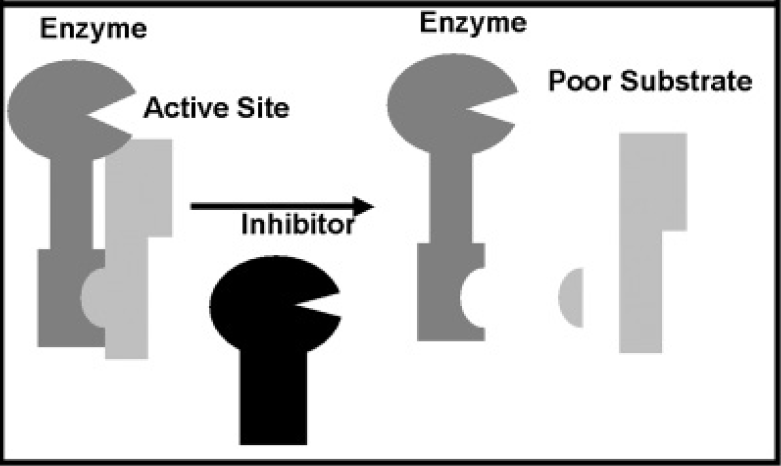 Enzyme
Active Site
Inhibitor
Enzyme
Poor Substrate